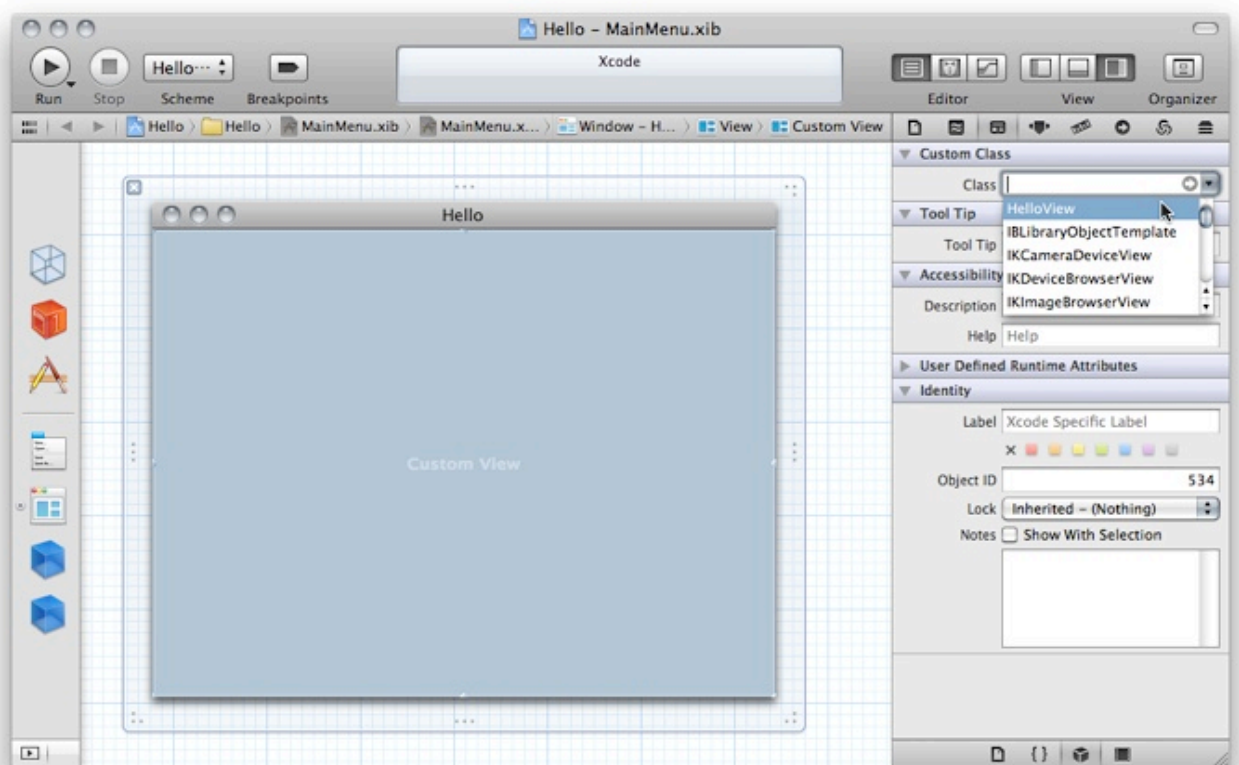 Hello – MainMenu.xib
Hello··· Xcode
Run Stop Scheme Breakpoints Editor View Organizer
Hello Hello MainMenu.xib MainMenu.x... Window – H... View Custom View
Custom Class
Class
HelloView
IBLibraryObjectTemplate
IKCameraDeviceView
IKDeviceBrowserView
IKImageBrowserView
Hello
Tool Tip
Tool Tip
Accessibility
Description
Help Help
User Defined Runtime Attributes
Identity
Label Xcode Specific Label
Custom View
Object ID 534
Lock Inherited – (Nothing)
Notes Show With Selection